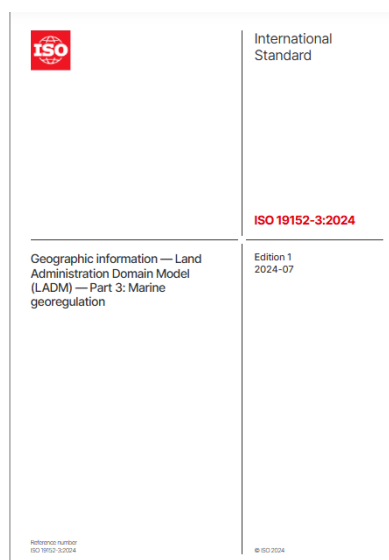 ISO
International
Standard
ISO 19152-3:2024
Geographic information — Land
Administration Domain Model
(LADM) — Part 3: Marine
georegulation
Edition 1
2024-07
Reference number
ISO 19152-3:2024
© ISO 2024